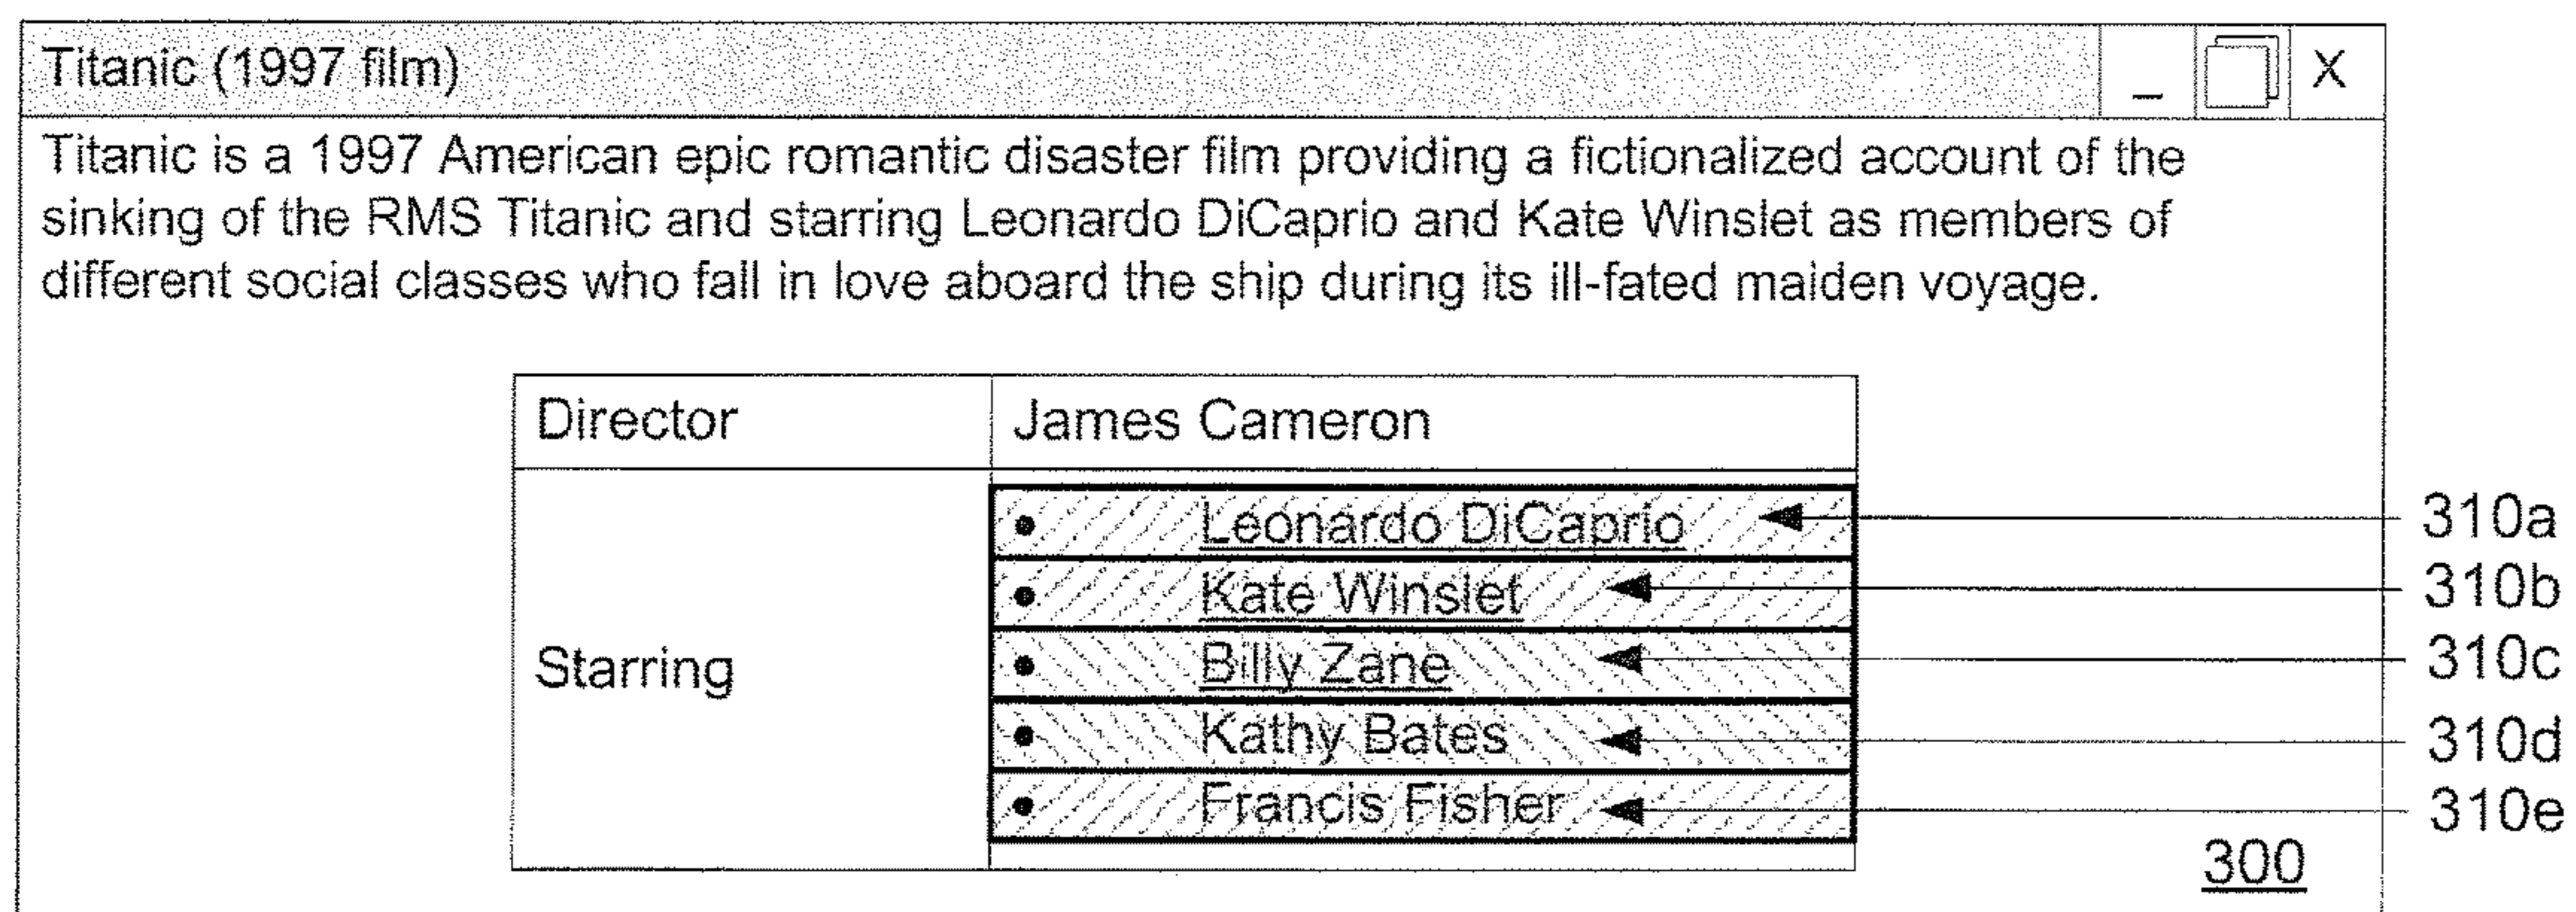 Titanic (1997 film) _ X
Titanic is a 1997 American epic romantic disaster film providing a fictionalized account of the
sinking of the RMS Titanic and starring Leonardo DiCaprio and Kate Winslet as members of
different social classes who fall in love aboard the ship during its ill-fated maiden voyage.
Director James Cameron
• Leonardo DiCaprio 310a
• Kate Winslet 310b
Starring • Billy Zane 310c
• Kathy Bates 310d
• Francis Fisher 310e
300